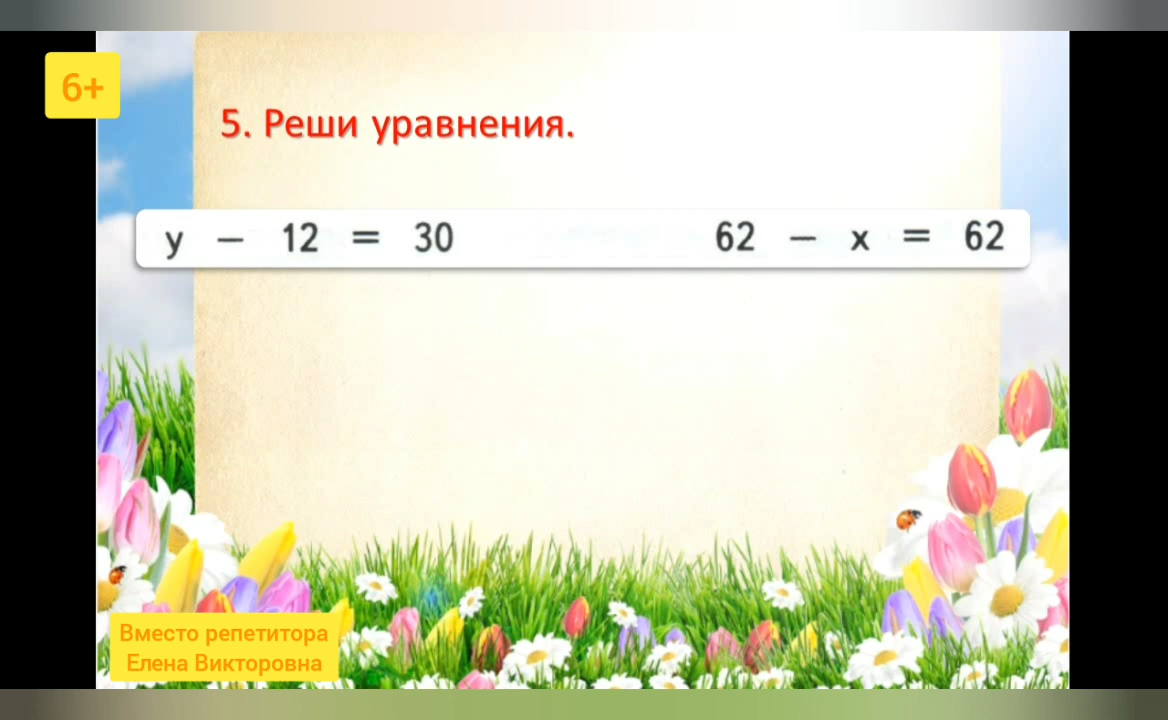 6+
5. Реши уравнения.
y – 12 = 30 62 – x = 62
Вместо репетитора
Елена Викторовна